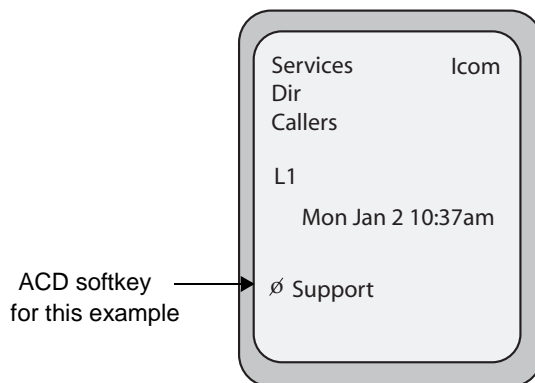 Services Icom
Dir
Callers
L1
Mon Jan 2 10:37am
ACD softkey
for this example
ø Support